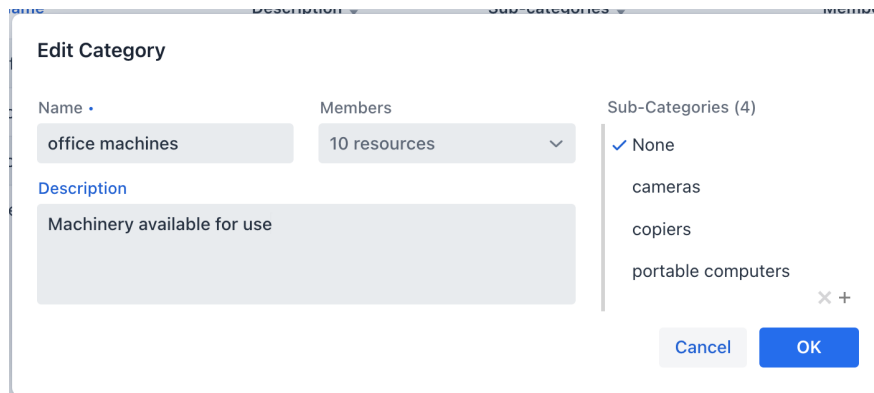 Edit Category
Name •
Members
Sub-Categories (4)
office machines
10 resources
None
Description
cameras
Machinery available for use
copiers
portable computers
Cancel
OK